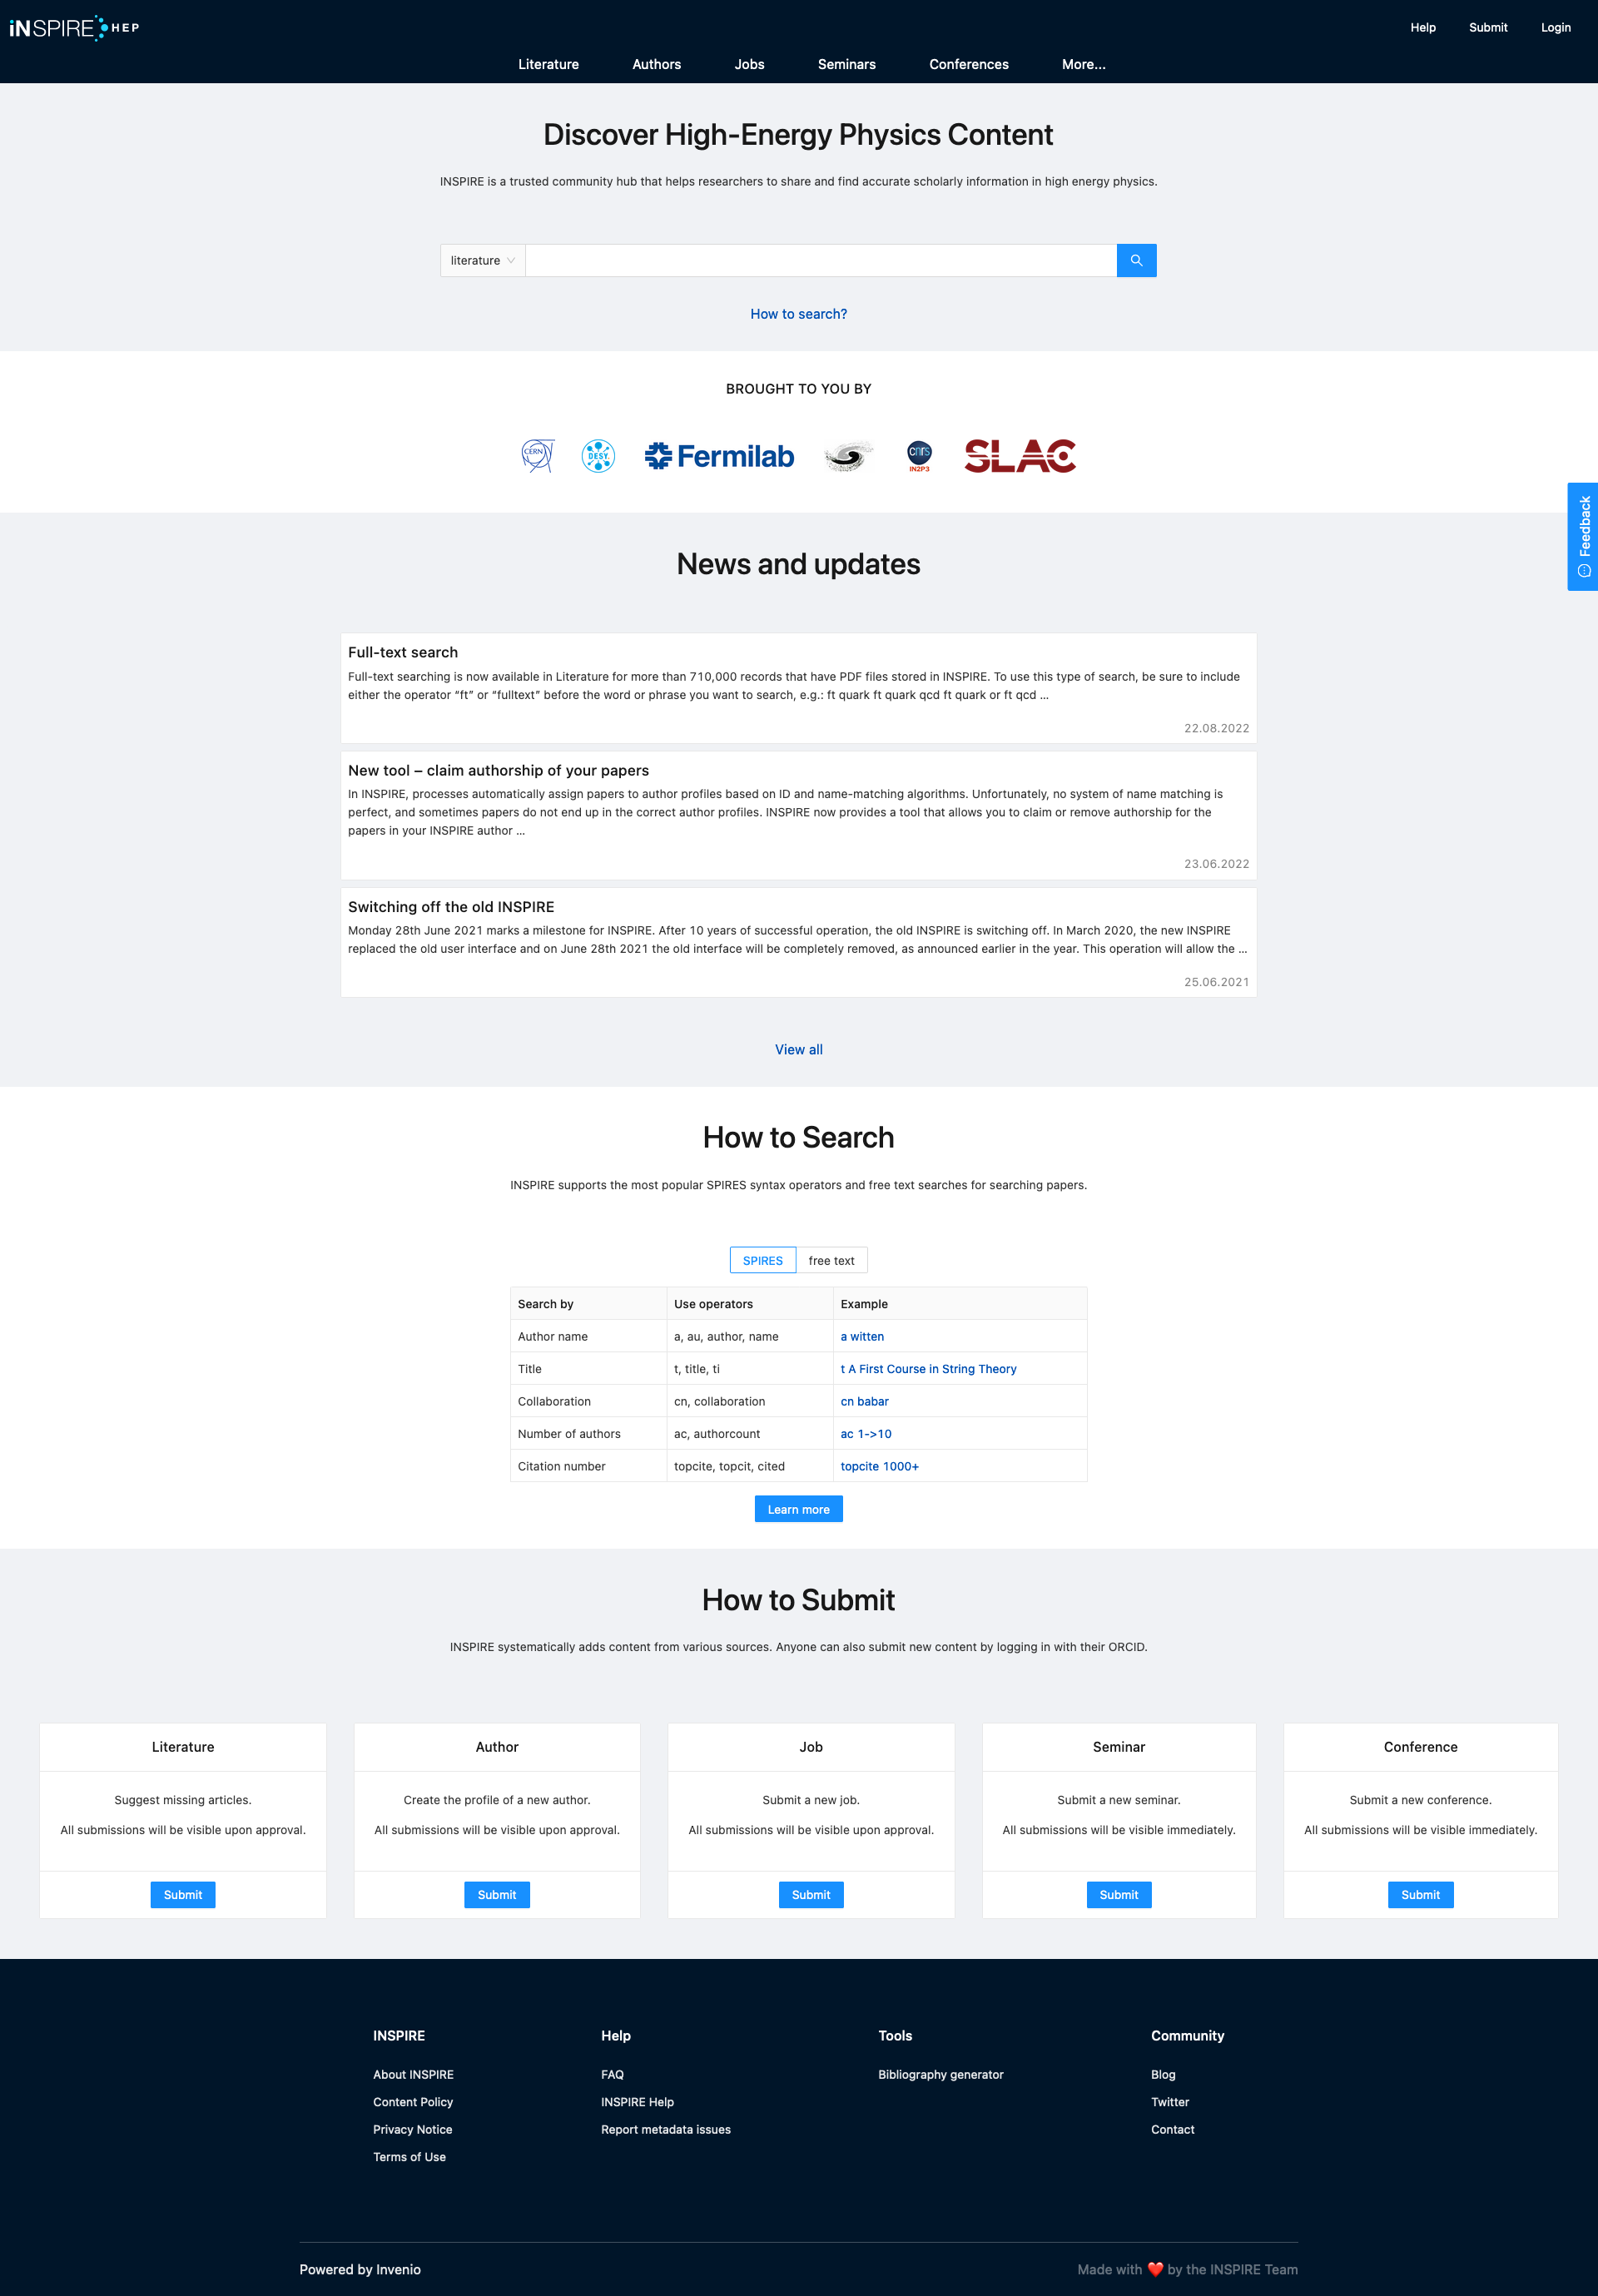 iNSPIRE HEP
Help Submit Login
Literature Authors Jobs Seminars Conferences More...
Discover High-Energy Physics Content
INSPIRE is a trusted community hub that helps researchers to share and find accurate scholarly information in high energy physics.
literature
How to search?
BROUGHT TO YOU BY
CERN DESY. Fermilab cnrs IN2P3 SLAC
Feedback
News and updates
Full-text search
Full-text searching is now available in Literature for more than 710,000 records that have PDF files stored in INSPIRE. To use this type of search, be sure to include
either the operator “ft” or “fulltext” before the word or phrase you want to search, e.g.: ft quark ft quark qcd ft quark or ft qcd ...
22.08.2022
New tool – claim authorship of your papers
In INSPIRE, processes automatically assign papers to author profiles based on ID and name-matching algorithms. Unfortunately, no system of name matching is
perfect, and sometimes papers do not end up in the correct author profiles. INSPIRE now provides a tool that allows you to claim or remove authorship for the
papers in your INSPIRE author ...
23.06.2022
Switching off the old INSPIRE
Monday 28th June 2021 marks a milestone for INSPIRE. After 10 years of successful operation, the old INSPIRE is switching off. In March 2020, the new INSPIRE
replaced the old user interface and on June 28th 2021 the old interface will be completely removed, as announced earlier in the year. This operation will allow the ...
25.06.2021
View all
How to Search
INSPIRE supports the most popular SPIRES syntax operators and free text searches for searching papers.
SPIRES free text
Search by Use operators Example
Author name a, au, author, name a witten
Title t, title, ti t A First Course in String Theory
Collaboration cn, collaboration cn babar
Number of authors ac, authorcount ac 1->10
Citation number topcite, topcit, cited topcite 1000+
Learn more
How to Submit
INSPIRE systematically adds content from various sources. Anyone can also submit new content by logging in with their ORCID.
Literature
Suggest missing articles.
All submissions will be visible upon approval.
Submit
Author
Create the profile of a new author.
All submissions will be visible upon approval.
Submit
Job
Submit a new job.
All submissions will be visible upon approval.
Submit
Seminar
Submit a new seminar.
All submissions will be visible immediately.
Submit
Conference
Submit a new conference.
All submissions will be visible immediately.
Submit
INSPIRE
About INSPIRE
Content Policy
Privacy Notice
Terms of Use
Help
FAQ
INSPIRE Help
Report metadata issues
Tools
Bibliography generator
Community
Blog
Twitter
Contact
Powered by Invenio
Made with ❤️ by the INSPIRE Team